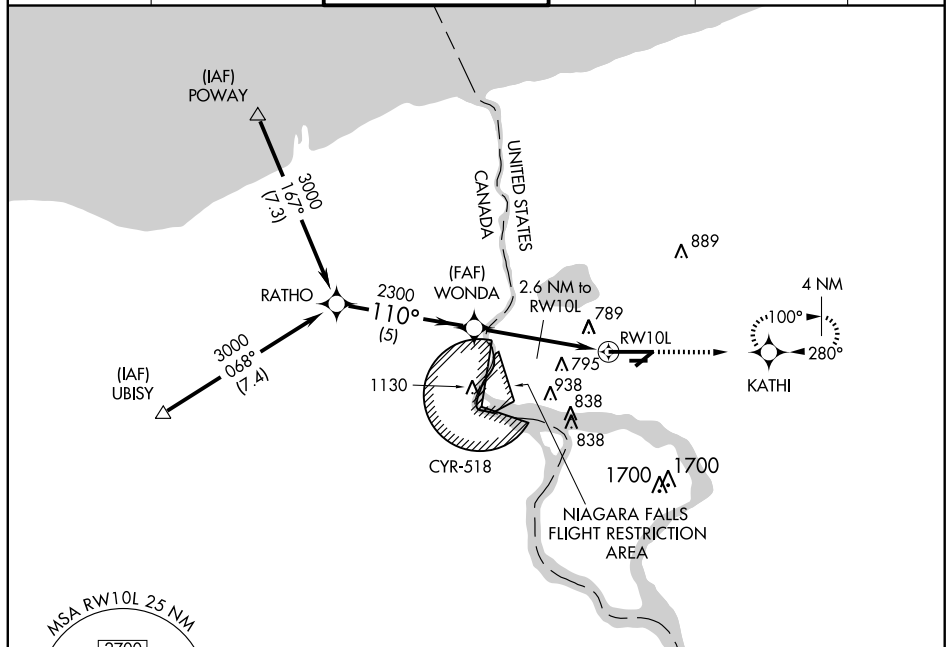 (IAF)
POWAY
3000
167°
(7.3)
UNITED STATES
CANADA
889
(FAF)
WONDA
2.6 NM to
RW10L
4 NM
RATHO
2300
110°
(5)
789
RW10L
100°
280°
KATHI
3000
068°
(7.4)
(IAF)
UBISY
795
1130
938
838
838
CYR-518
1700
1700
NIAGARA FALLS
FLIGHT RESTRICTION
AREA
MSA RW10L 25 NM